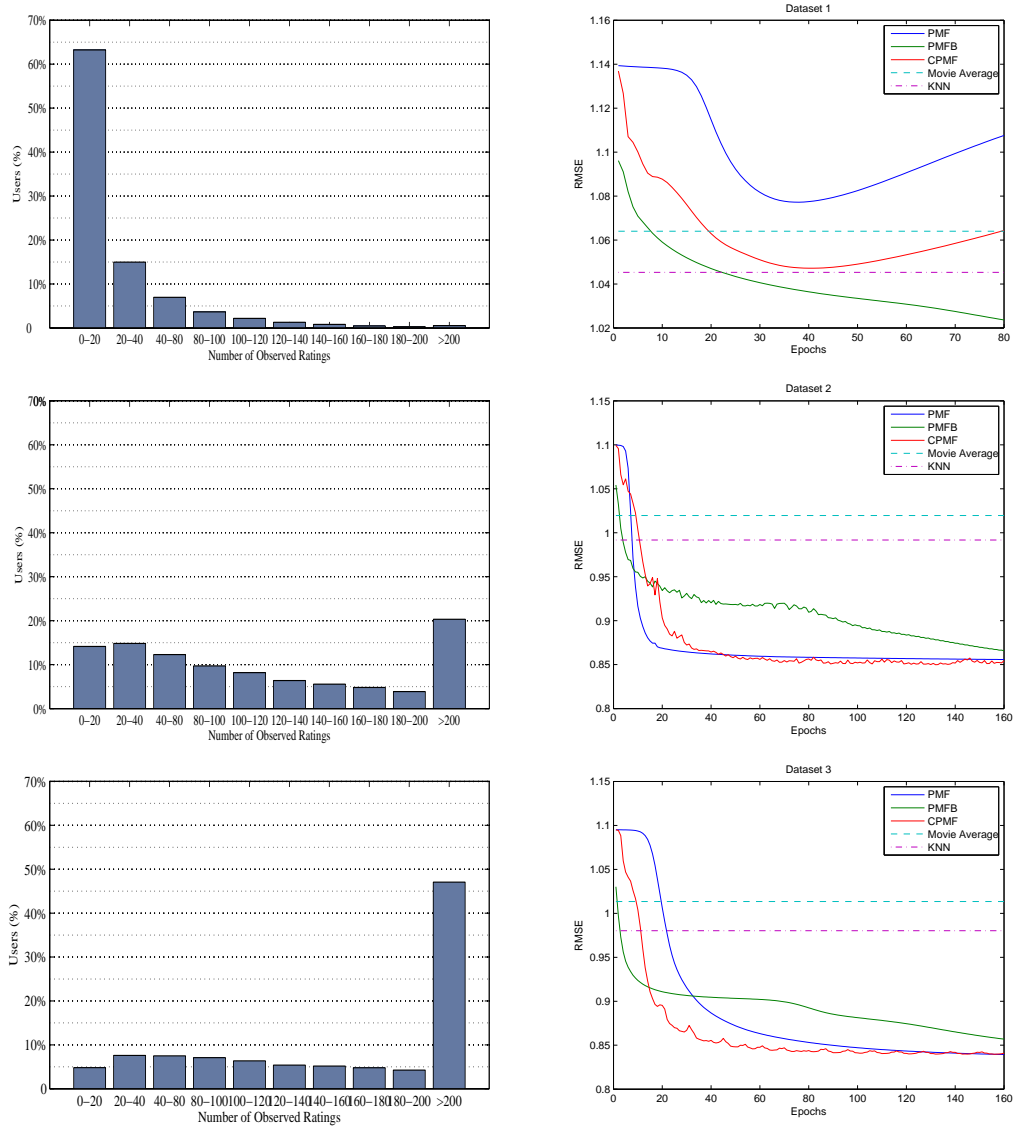 70%
60%
50%
40%
30%
20%
10%
0
Users (%)
0−20 20−40 40−80 80−100 100−120 120−140 140−160 160−180 180−200 >200
Number of Observed Ratings
Dataset 1
1.16
1.14
1.12
1.1
1.08
1.06
1.04
1.02
RMSE
0 10 20 30 40 50 60 70 80
Epochs
PMF
PMFB
CPMF
Movie Average
KNN
70%
60%
50%
40%
30%
20%
10%
0%
Users (%)
0−20 20−40 40−80 80−100 100−120 120−140 140−160 160−180 180−200 >200
Number of Observed Ratings
Dataset 2
1.15
1.1
1.05
1
0.95
0.9
0.85
0.8
RMSE
0 20 40 60 80 100 120 140 160
Epochs
PMF
PMFB
CPMF
Movie Average
KNN
70%
60%
50%
40%
30%
20%
10%
0
Users (%)
0−20 20−40 40−80 80−100 100−120 120−140 140−160 160−180 180−200 >200
Number of Observed Ratings
Dataset 3
1.15
1.1
1.05
1
0.95
0.9
0.85
0.8
RMSE
0 20 40 60 80 100 120 140 160
Epochs
PMF
PMFB
CPMF
Movie Average
KNN